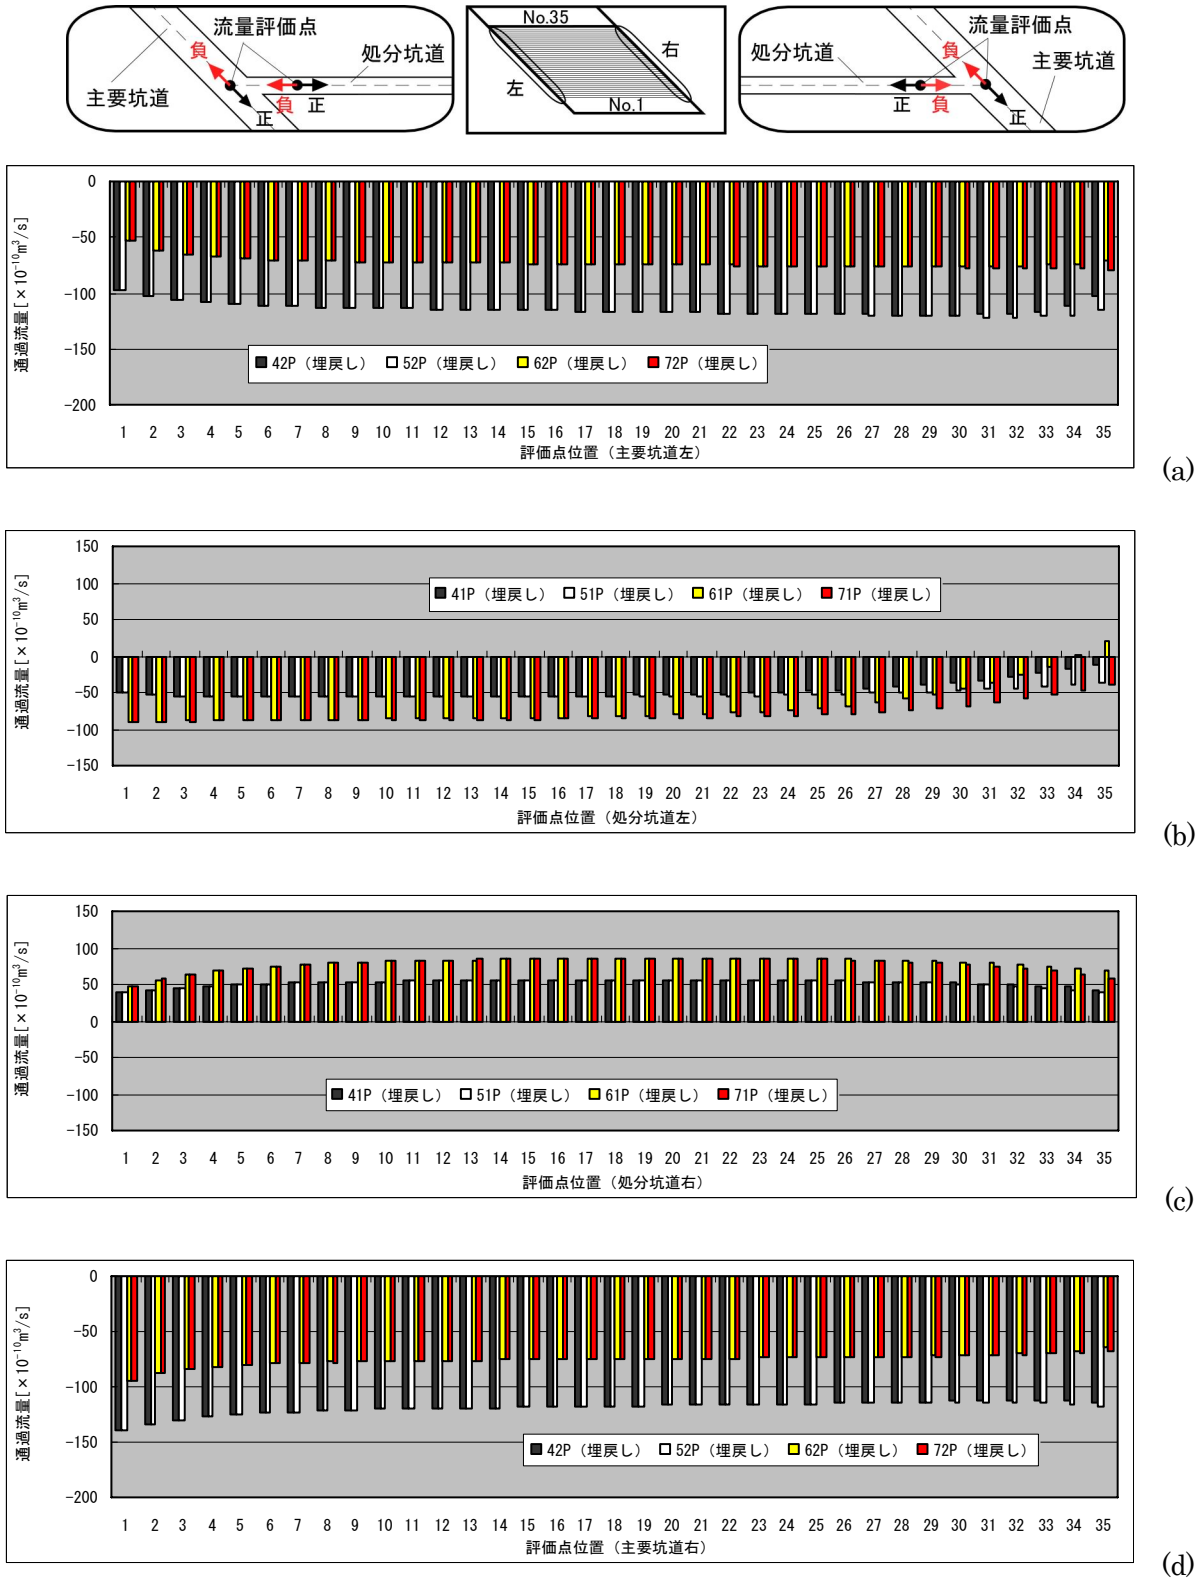 流量評価点
処分坑道
主要坑道
負
正
負
正
No.35
右
左
No.1
流量評価点
処分坑道
主要坑道
負
正
負
正
通過流量[×10⁻¹⁰m³/s]
0
-50
-100
-150
-200
42P（埋戻し） 52P（埋戻し） 62P（埋戻し） 72P（埋戻し）
1 2 3 4 5 6 7 8 9 10 11 12 13 14 15 16 17 18 19 20 21 22 23 24 25 26 27 28 29 30 31 32 33 34 35
評価点位置（主要坑道左）
(a)
通過流量[×10⁻¹⁰m³/s]
150
100
50
0
-50
-100
-150
41P（埋戻し） 51P（埋戻し） 61P（埋戻し） 71P（埋戻し）
1 2 3 4 5 6 7 8 9 10 11 12 13 14 15 16 17 18 19 20 21 22 23 24 25 26 27 28 29 30 31 32 33 34 35
評価点位置（処分坑道左）
(b)
通過流量[×10⁻¹⁰m³/s]
150
100
50
0
-50
-100
-150
41P（埋戻し） 51P（埋戻し） 61P（埋戻し） 71P（埋戻し）
1 2 3 4 5 6 7 8 9 10 11 12 13 14 15 16 17 18 19 20 21 22 23 24 25 26 27 28 29 30 31 32 33 34 35
評価点位置（処分坑道右）
(c)
通過流量[×10⁻¹⁰m³/s]
0
-50
-100
-150
-200
42P（埋戻し） 52P（埋戻し） 62P（埋戻し） 72P（埋戻し）
1 2 3 4 5 6 7 8 9 10 11 12 13 14 15 16 17 18 19 20 21 22 23 24 25 26 27 28 29 30 31 32 33 34 35
評価点位置（主要坑道右）
(d)